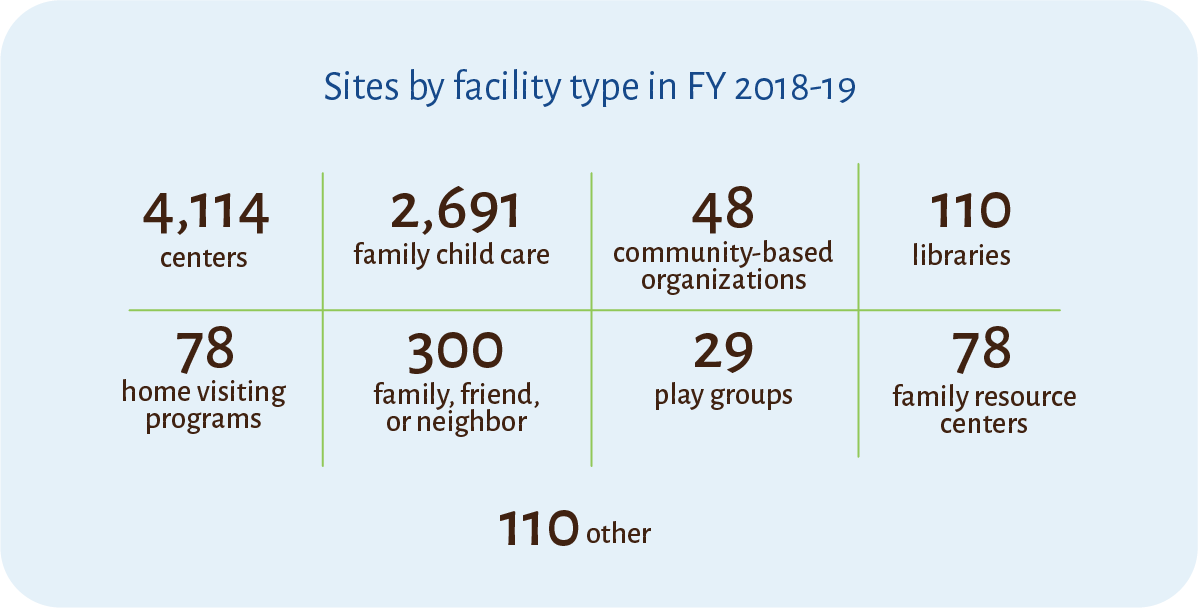 Sites by facility type in FY 2018-19
4,114
centers
2,691
family child care
48
community-based
organizations
110
libraries
78
home visiting
programs
300
family, friend,
or neighbor
29
play groups
78
family resource
centers
110 other